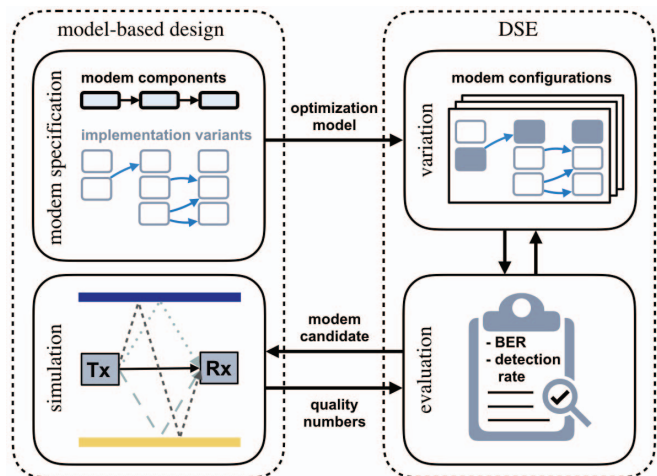 model-based design
DSE
modem specification
modem components
implementation variants
optimization
model
variation
modem configurations
simulation
Tx
Rx
modem
candidate
quality
numbers
evaluation
- BER
- detection
rate